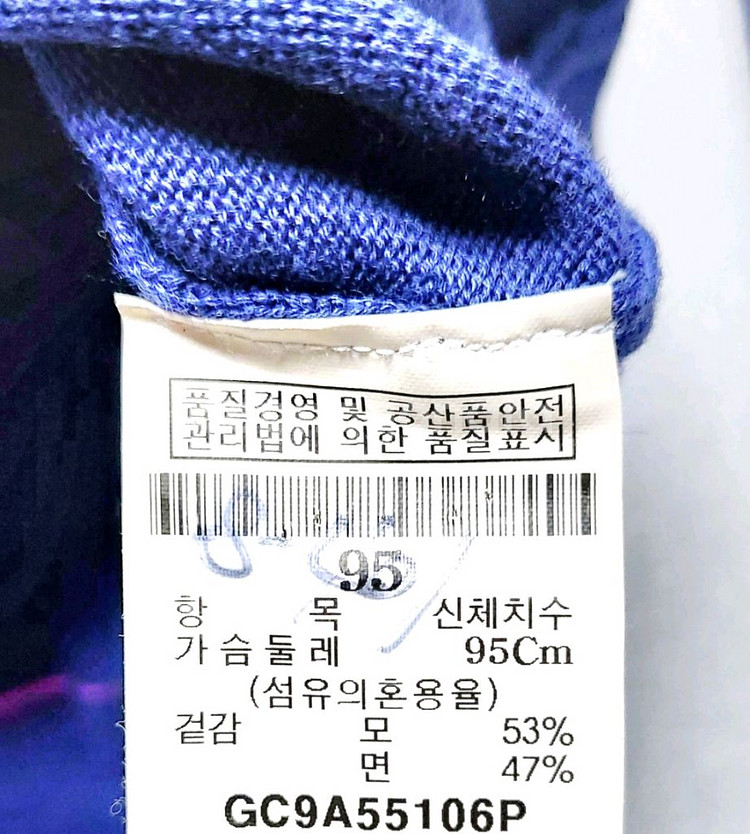 품질경영 및 공산품안전
관리법에 의한 품질표시
95
항 목 신체치수
가슴둘레 95Cm
(섬유의혼용율)
겉감 모 53%
면 47%
GC9A55106P